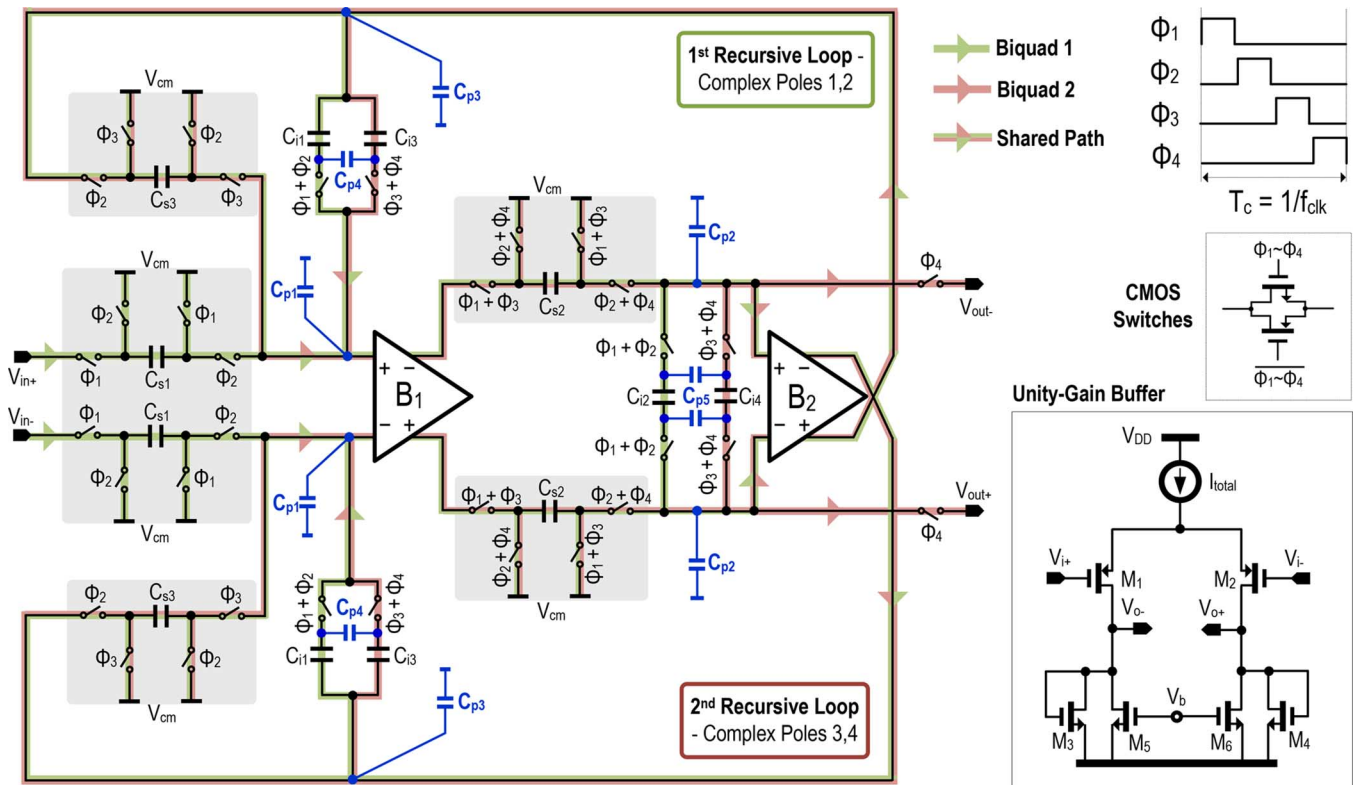 1st Recursive Loop -
Complex Poles 1,2
Biquad 1
Biquad 2
Shared Path
Φ1
Φ2
Φ3
Φ4
Tc = 1/fclk
Vcm
Φ3
Φ2
Φ2
Cs3
Φ3
Cp3
Ci1
Ci3
Cp4
Φ1 + Φ2
Φ3 + Φ4
Vcm
Φ2
Φ1
Vin+
Φ1
Cs1
Φ2
Cp1
Vin-
Φ1
Cs1
Φ2
Φ2
Φ1
Vcm
Cp1
B1
+
−
−
+
Vcm
Φ2 + Φ4
Φ1 + Φ3
Φ1 + Φ3
Cs2
Φ2 + Φ4
Cp2
Φ4
Vout-
Φ1 + Φ2
Φ3 + Φ4
Ci2
Cp5
Ci4
Φ1 + Φ2
Φ3 + Φ4
B2
+
−
−
+
Φ1 + Φ3
Cs2
Φ2 + Φ4
Φ2 + Φ4
Φ1 + Φ3
Vcm
Cp2
Vout+
Φ4
Φ2
Cs3
Φ3
Φ3
Φ2
Vcm
Φ1 + Φ2
Φ3 + Φ4
Cp4
Ci1
Ci3
Cp3
2nd Recursive Loop
- Complex Poles 3,4
CMOS
Switches
Φ1~Φ4
Φ1~Φ4
Unity-Gain Buffer
VDD
Itotal
Vi+
M1
M2
Vi-
Vo-
Vo+
M3
M5
Vb
M6
M4